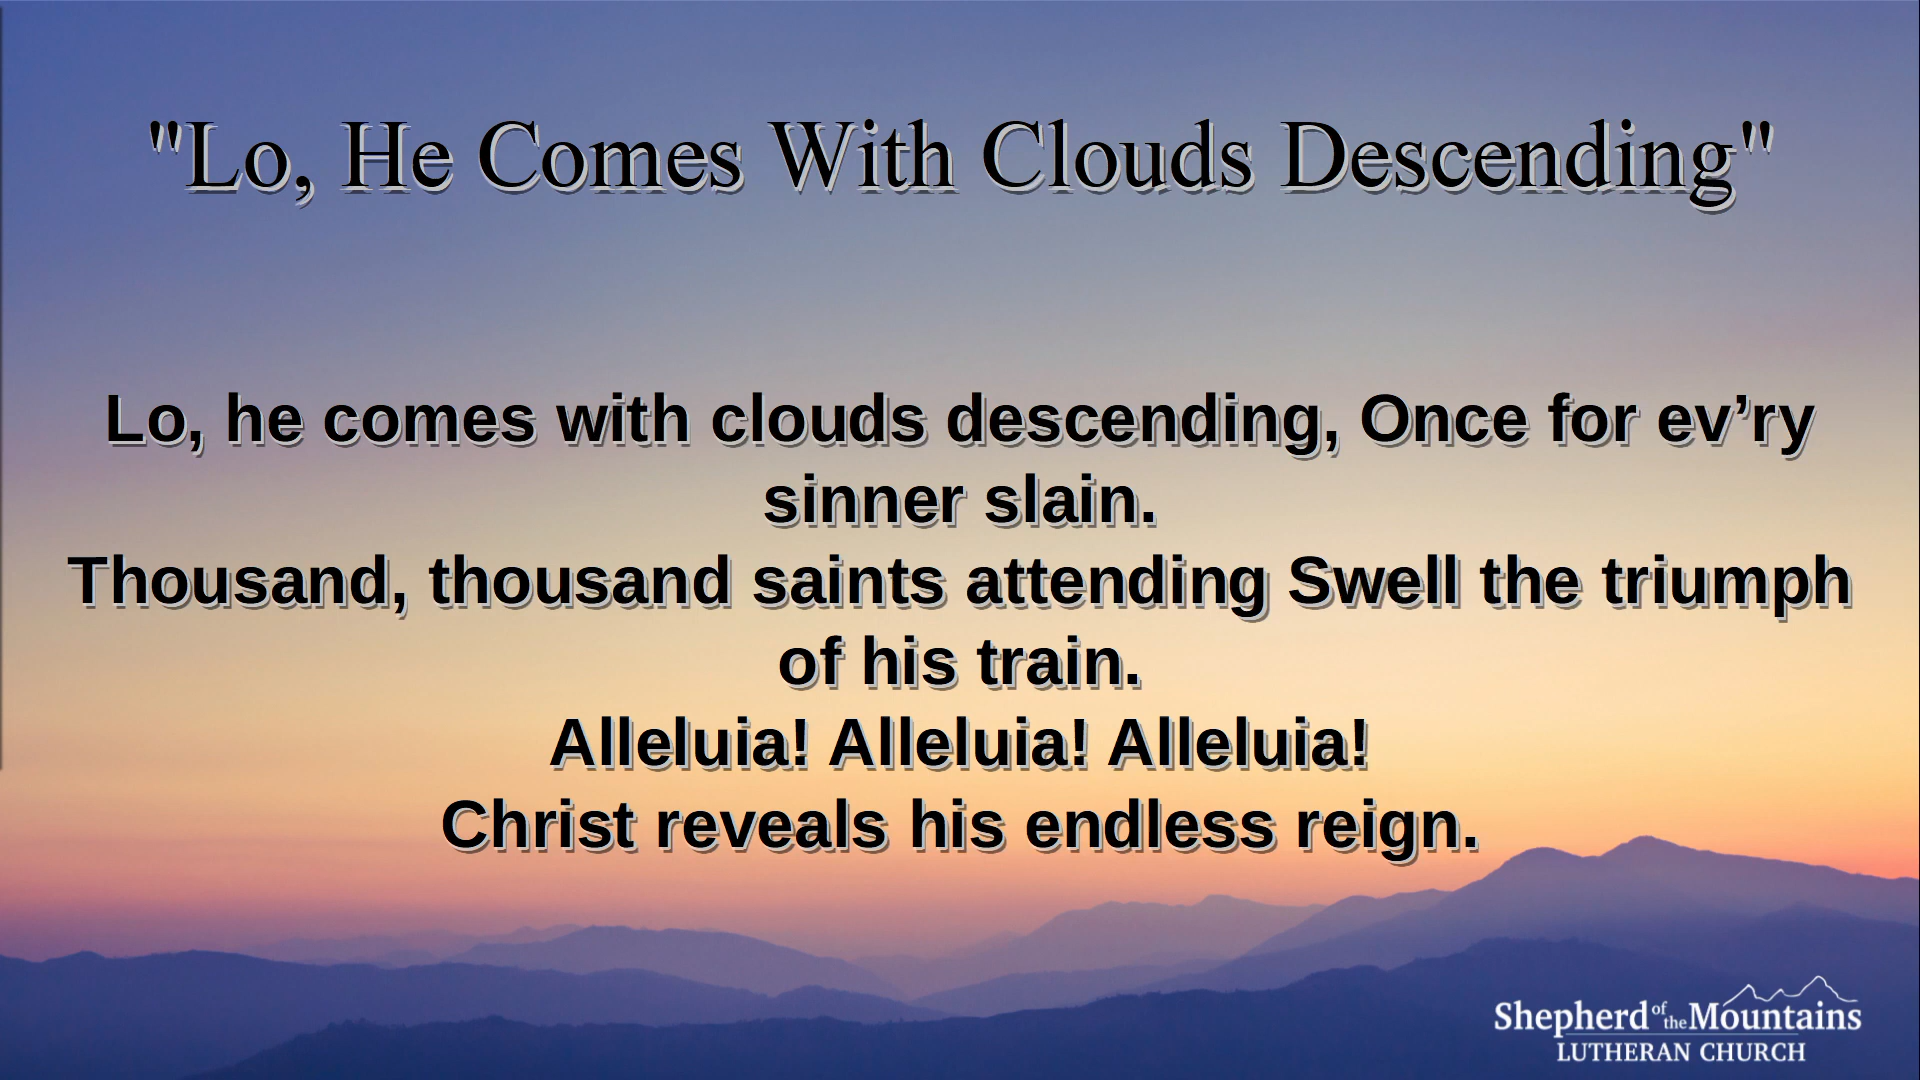 "Lo, He Comes With Clouds Descending"
Lo, he comes with clouds descending, Once for ev’ry
sinner slain.
Thousand, thousand saints attending Swell the triumph
of his train.
Alleluia! Alleluia! Alleluia!
Christ reveals his endless reign.
Shepherd of the Mountains
LUTHERAN CHURCH